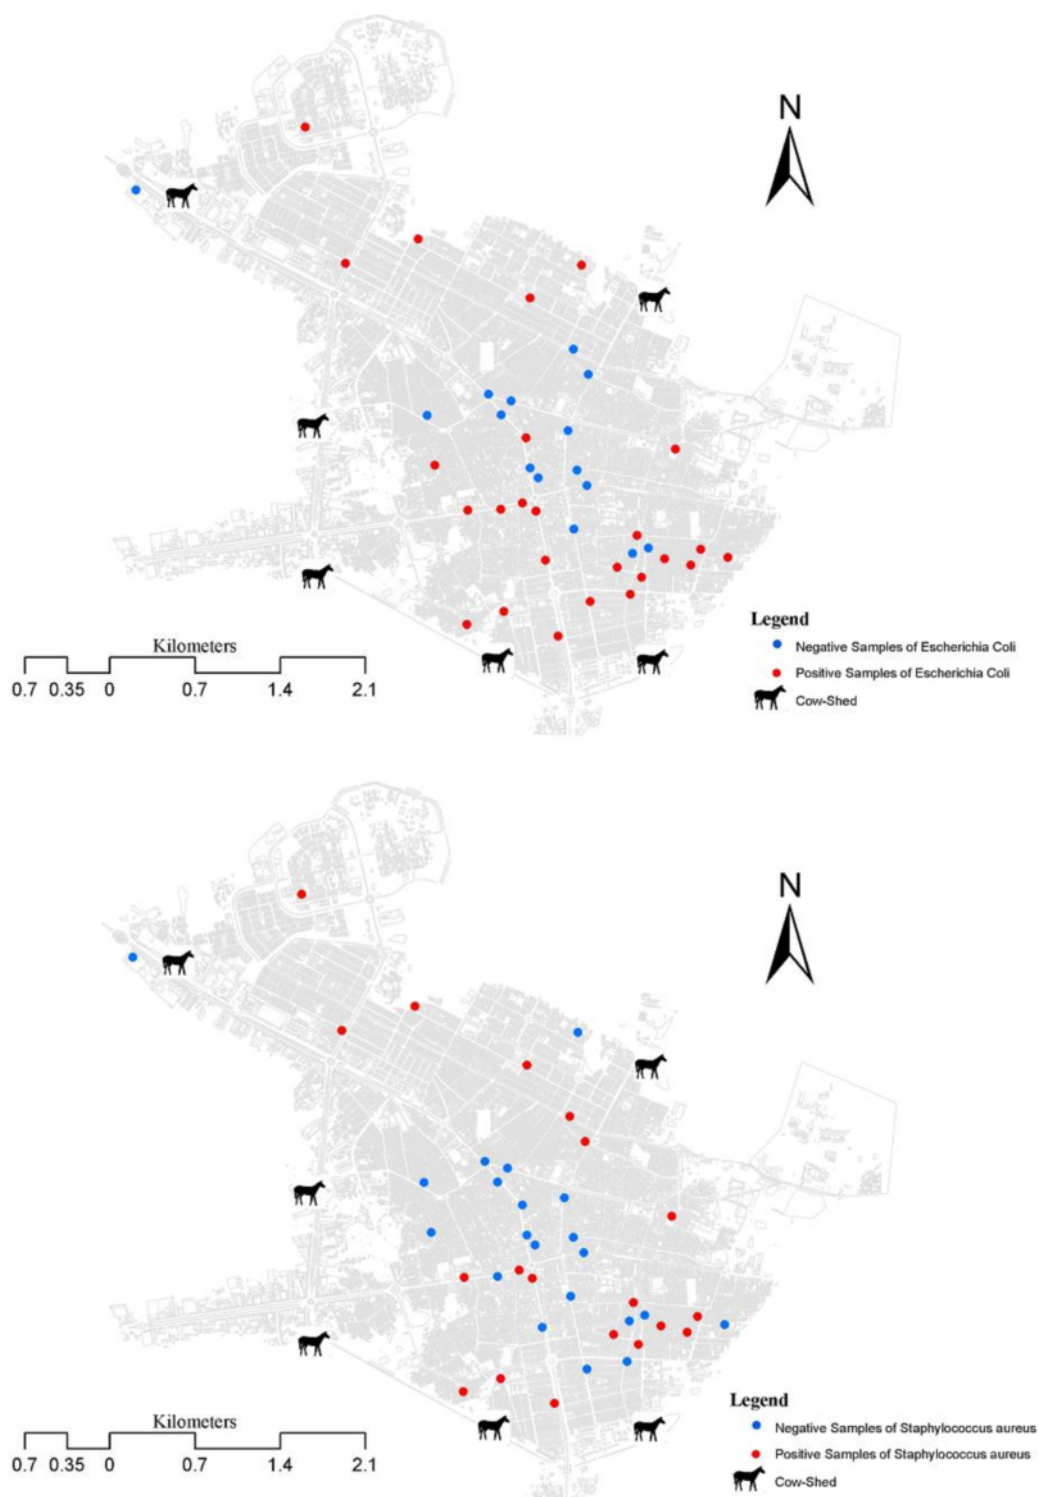 N
Legend
Negative Samples of Escherichia Coli
Positive Samples of Escherichia Coli
Cow-Shed
Kilometers
0.7 0.35 0 0.7 1.4 2.1
N
Legend
Negative Samples of Staphylococcus aureus
Positive Samples of Staphylococcus aureus
Cow-Shed
Kilometers
0.7 0.35 0 0.7 1.4 2.1